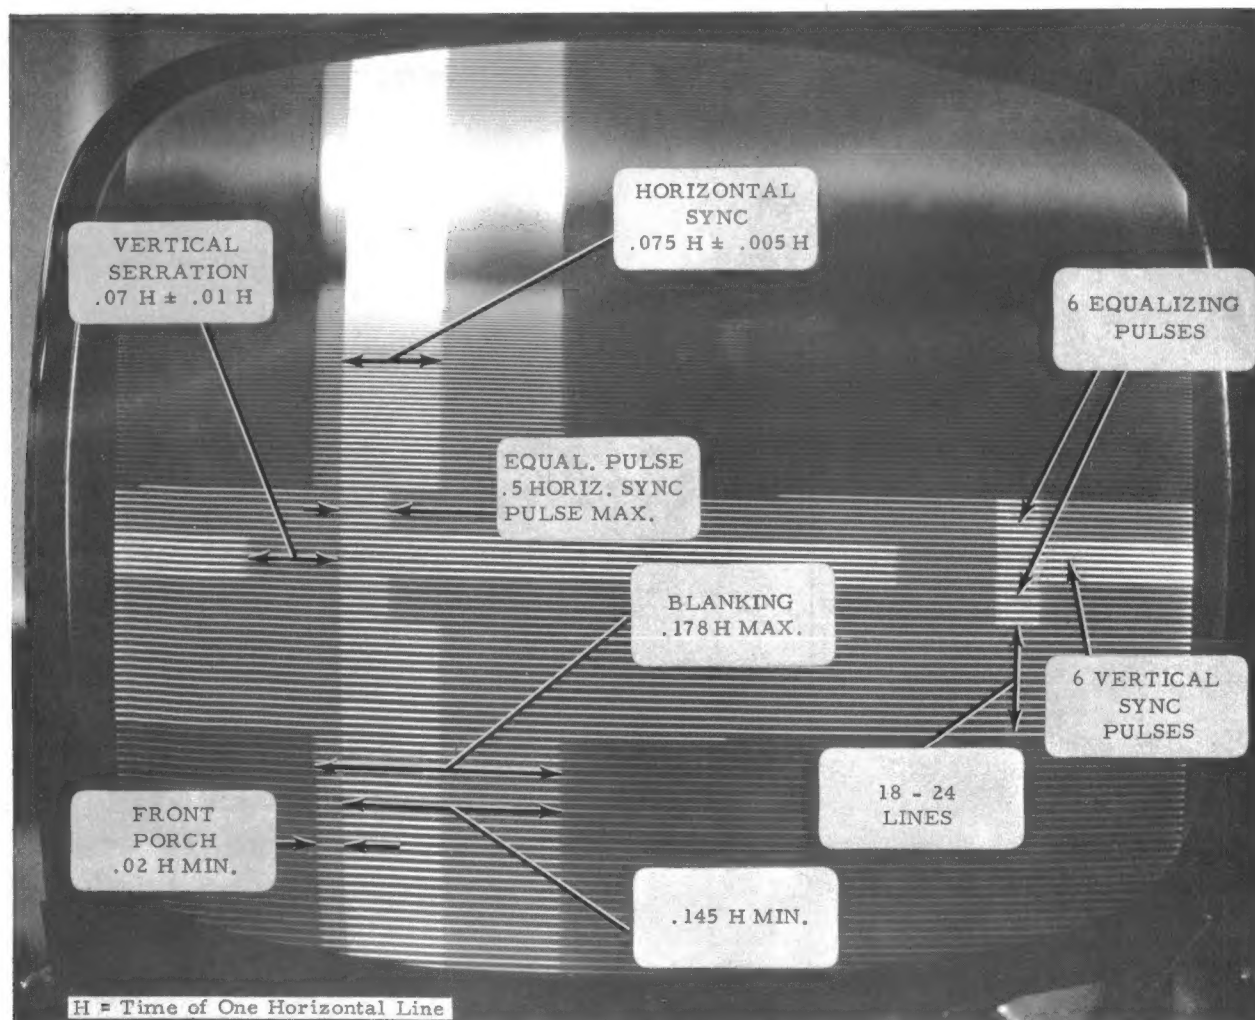 HORIZONTAL
SYNC
.075 H ± .005 H
VERTICAL
SERRATION
.07 H ± .01 H
6 EQUALIZING
PULSES
EQUAL. PULSE
.5 HORIZ. SYNC
PULSE MAX.
BLANKING
.178 H MAX.
6 VERTICAL
SYNC
PULSES
18 - 24
LINES
FRONT
PORCH
.02 H MIN.
.145 H MIN.
H = Time of One Horizontal Line